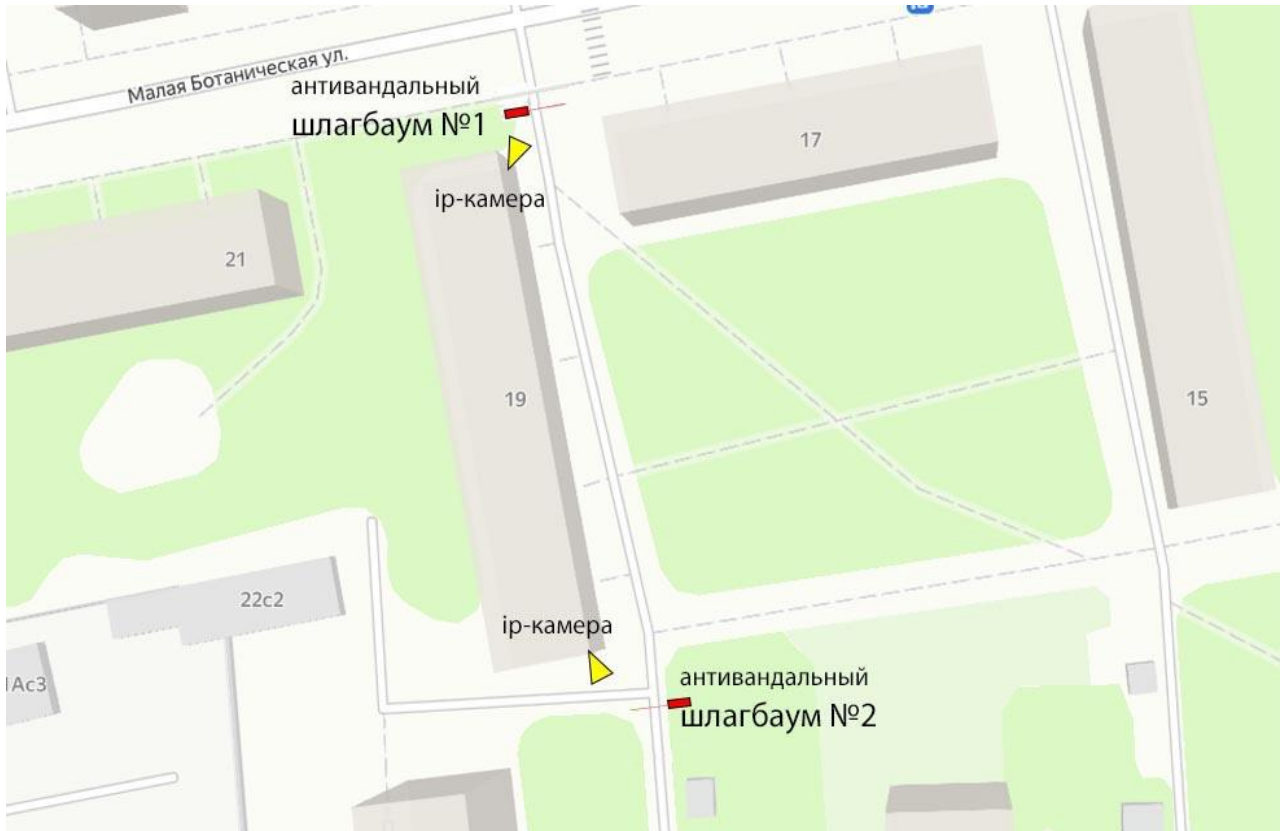 Малая Ботаническая ул.
антивандальный
шлагбаум №1
17
ip-камера
21
19
15
22с2
ip-камера
1Ас3
антивандальный
шлагбаум №2